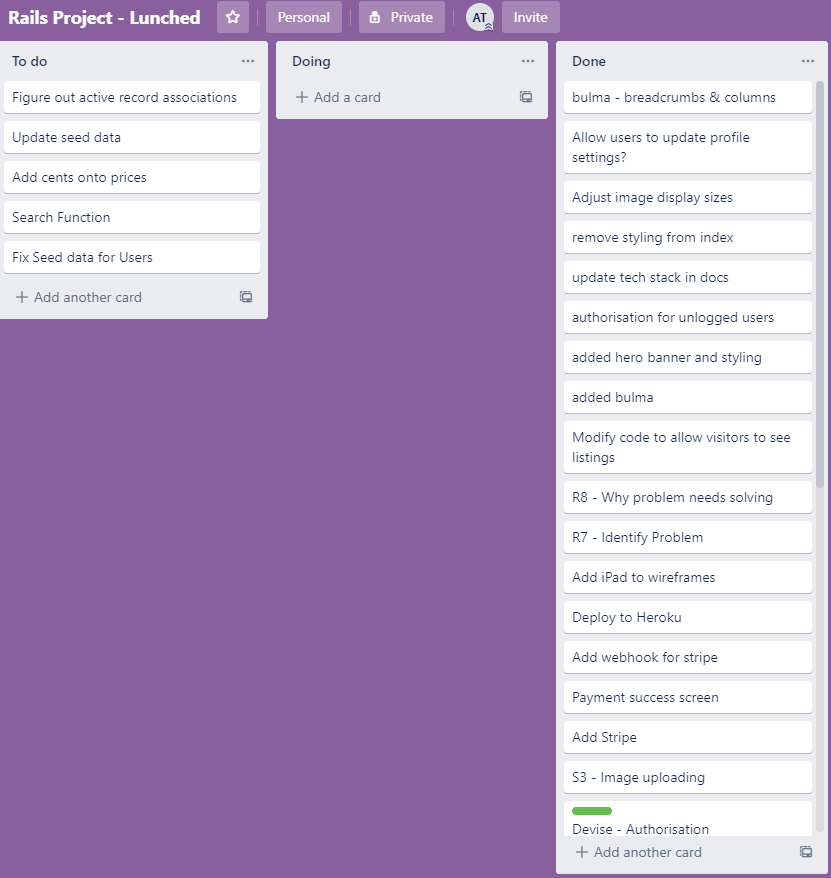 Rails Project - Lunched
Personal
Private
AT
Invite
To do
Figure out active record associations
Update seed data
Add cents onto prices
Search Function
Fix Seed data for Users
Add another card
Doing
Add a card
Done
bulma - breadcrumbs & columns
Allow users to update profile
settings?
Adjust image display sizes
remove styling from index
update tech stack in docs
authorisation for unlogged users
added hero banner and styling
added bulma
Modify code to allow visitors to see
listings
R8 - Why problem needs solving
R7 - Identify Problem
Add iPad to wireframes
Deploy to Heroku
Add webhook for stripe
Payment success screen
Add Stripe
S3 - Image uploading
Devise - Authorisation
Add another card